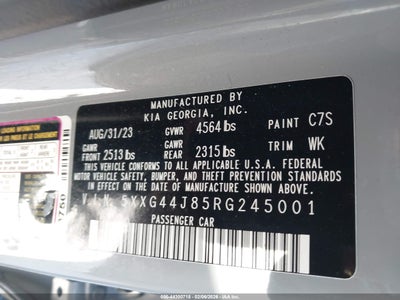 MANUFACTURED BY
KIA GEORGIA, INC.
AUG/31/23 GVWR 4564 lbs PAINT C7S
GAWR FRONT 2513 lbs GAWR REAR 2315 lbs TRIM WK
THIS VEHICLE CONFORMS TO ALL APPLICABLE U.S.A. FEDERAL
MOTOR VEHICLE SAFETY, BUMPER, AND THEFT PREVENTION STANDARDS
IN EFFECT ON THE DATE OF MANUFACTURE SHOWN ABOVE.
V.I.N. 5XXG44J85RG245001
PASSENGER CAR
LOADING INFORMATION